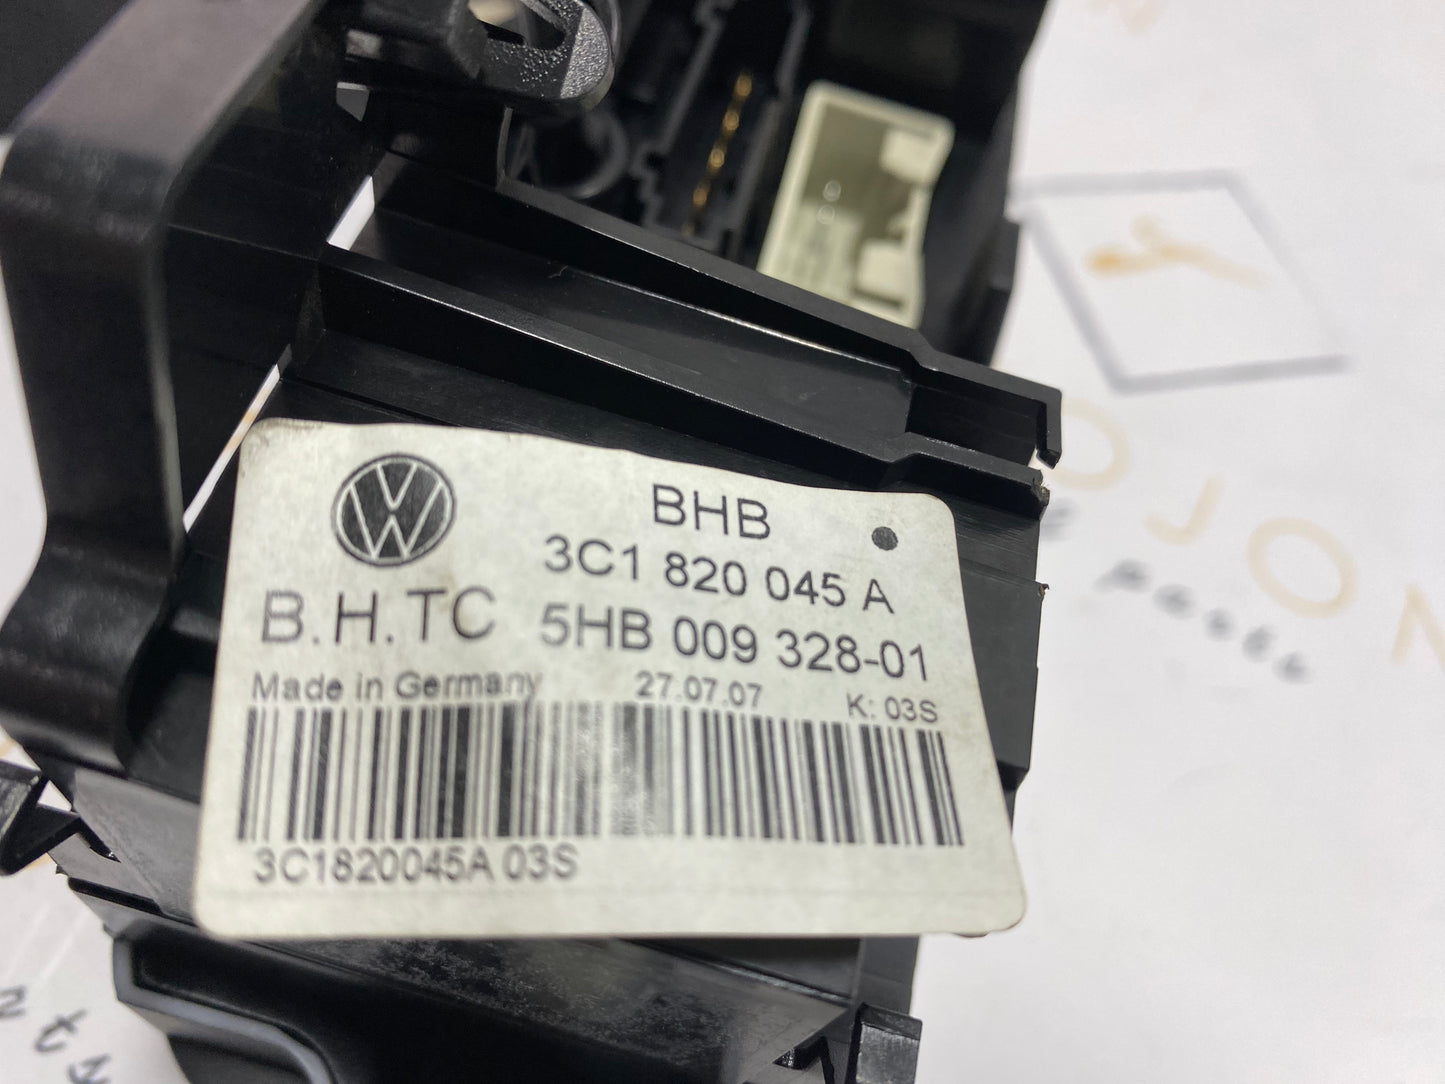 BHB
3C1 820 045 A
B.H.TC 5HB 009 328-01
Made in Germany 27.07.07 K: 03S
3C1820045A 03S